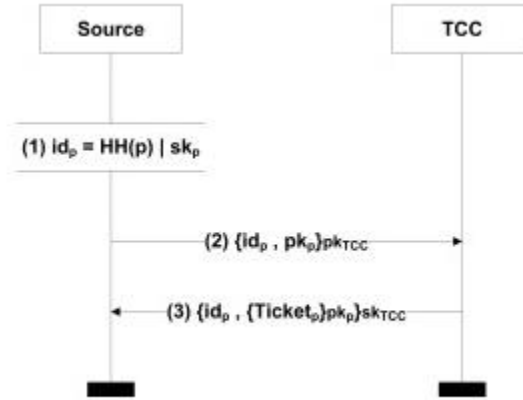 Source
TCC
(1) idp = HH(p) | skp
(2) {idp , pkp}pkTCC
(3) {idp , {Ticketp}pkp}skTCC